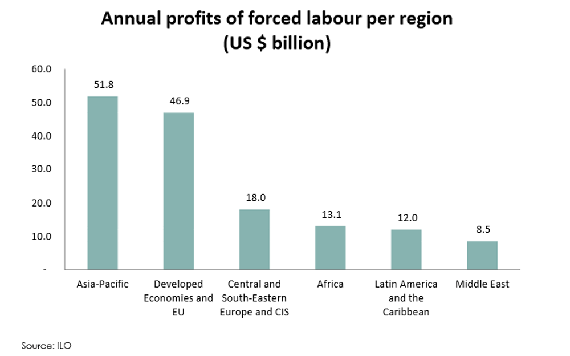 Annual profits of forced labour per region
(US $ billion)
60.0
50.0
40.0
30.0
20.0
10.0
-
51.8
46.9
18.0
13.1
12.0
8.5
Asia-Pacific
Developed
Economies and
EU
Central and
South-Eastern
Europe and CIS
Africa
Latin America
and the
Caribbean
Middle East
Source: ILO